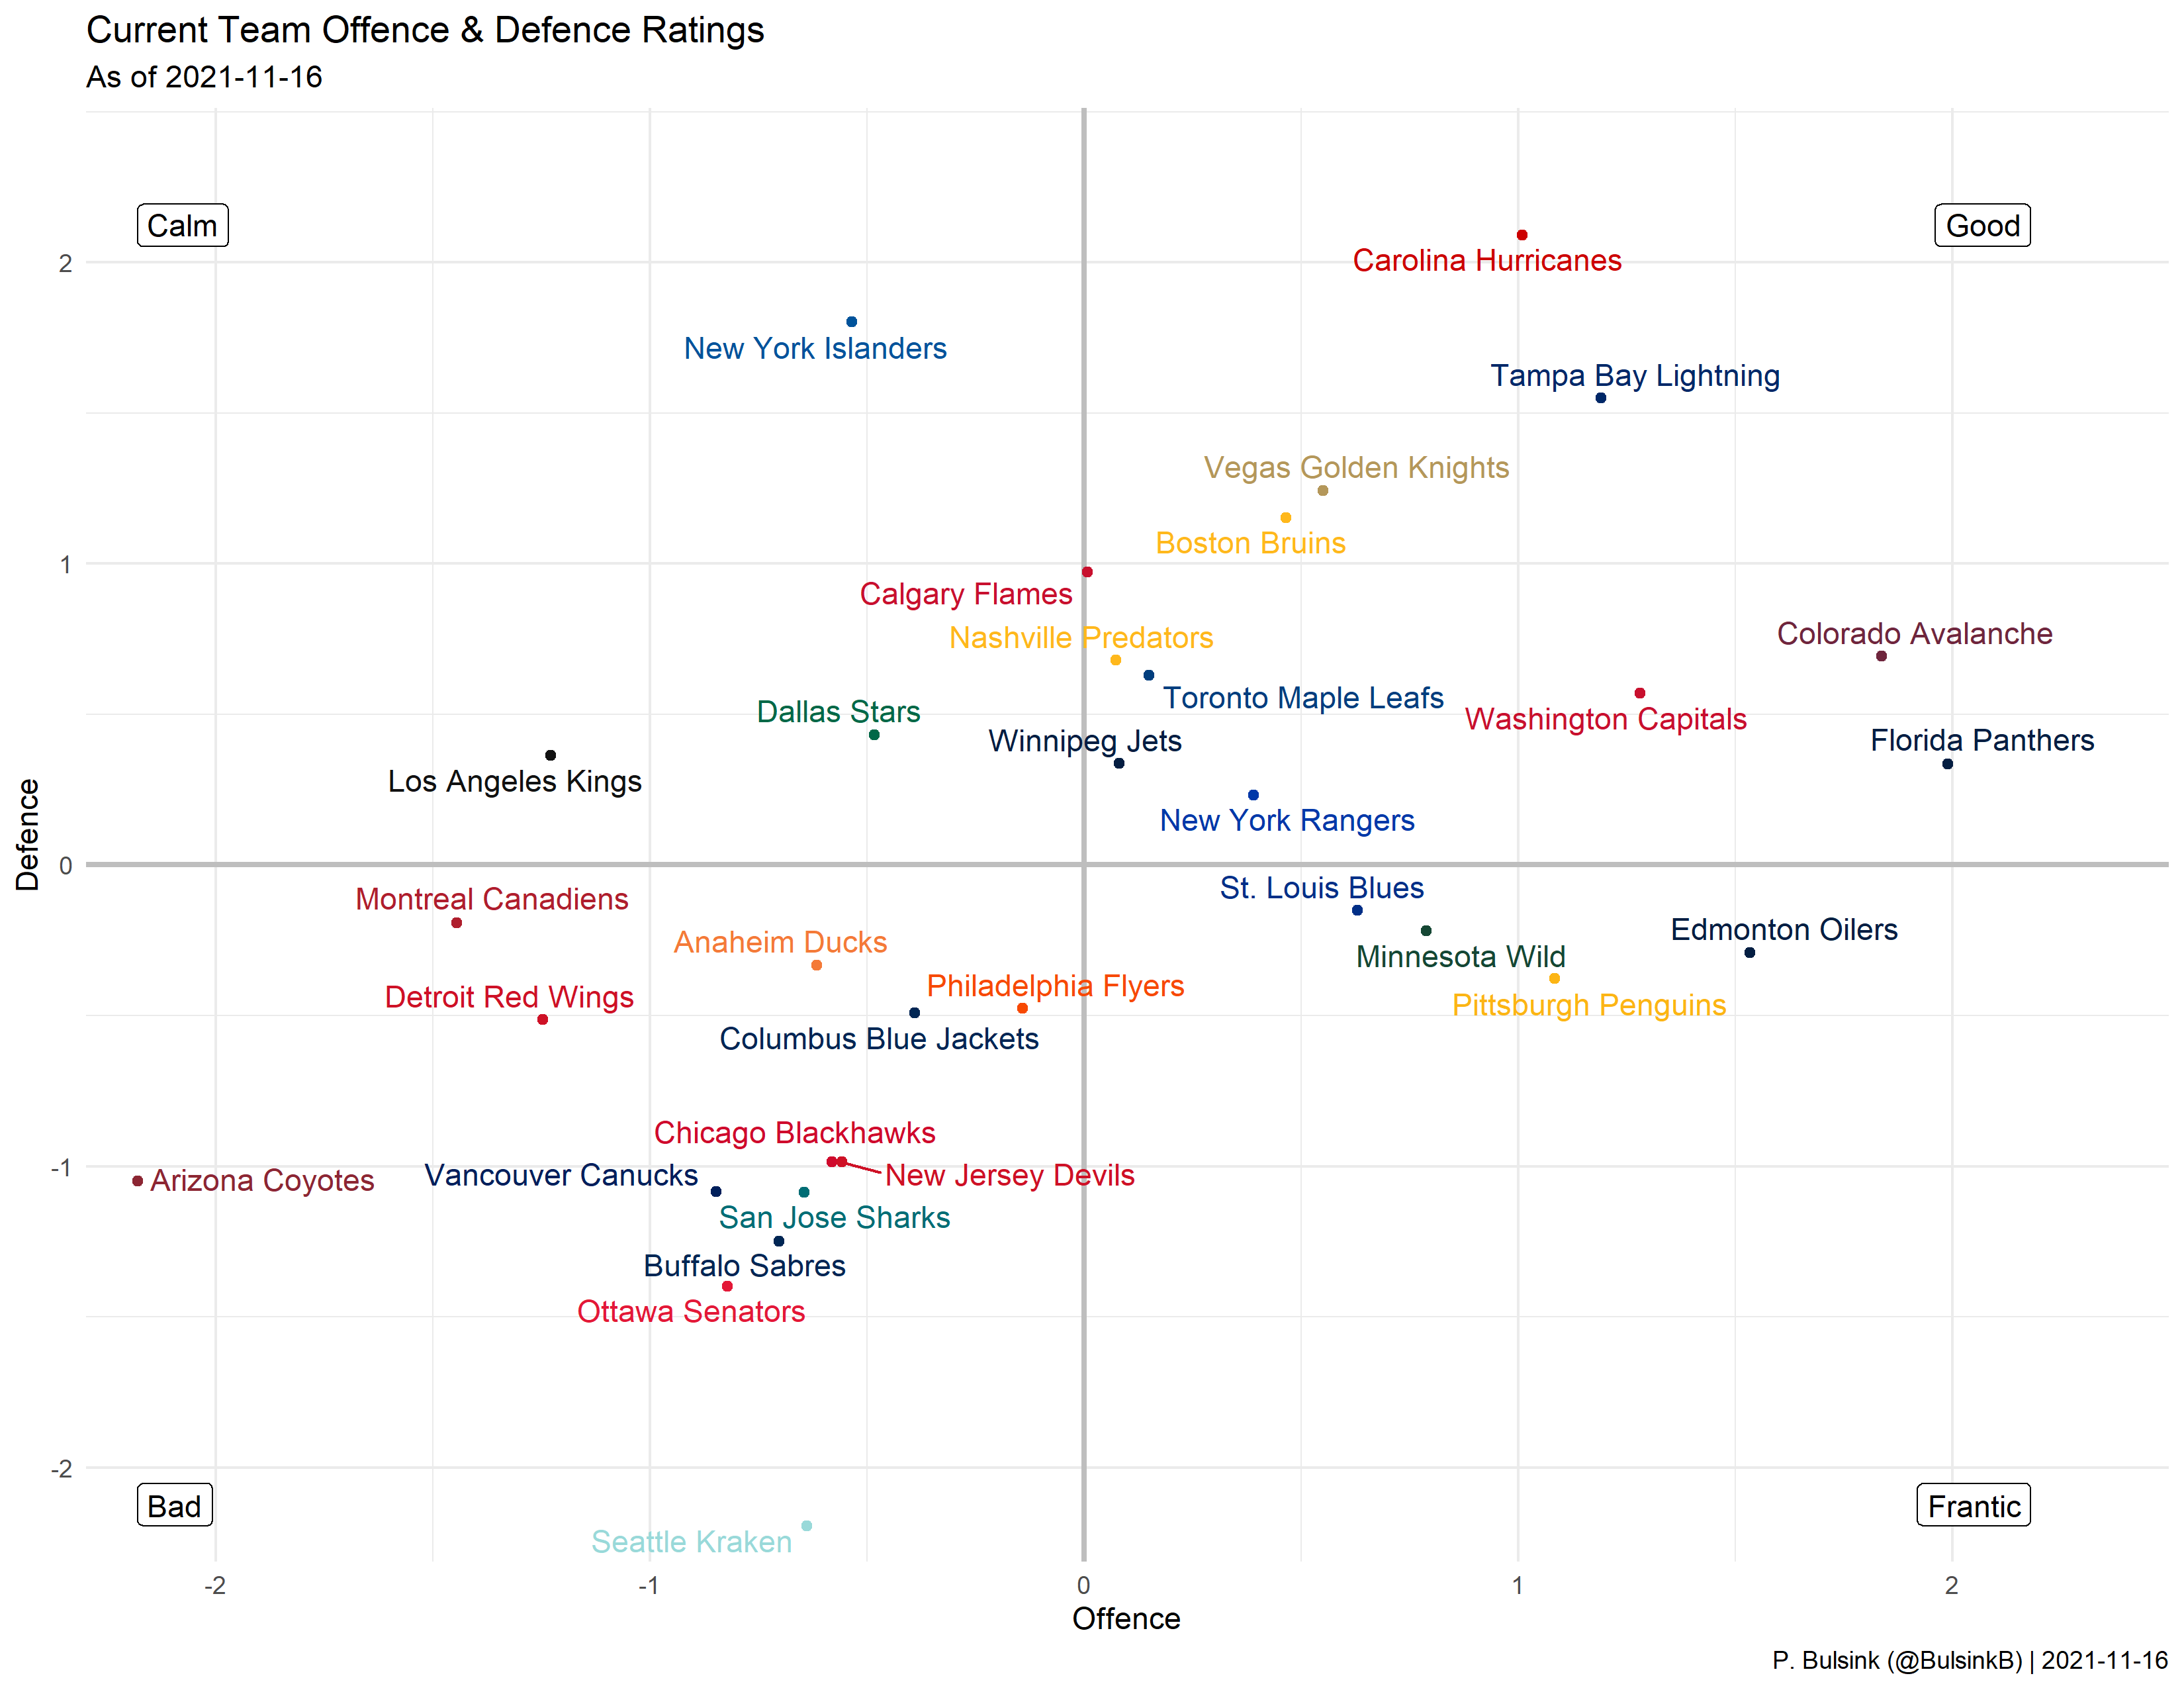 Current Team Offence & Defence Ratings
As of 2021-11-16
Calm
Good
Carolina Hurricanes
2
New York Islanders
Tampa Bay Lightning
Vegas Golden Knights
Boston Bruins
1
Calgary Flames
Nashville Predators
Colorado Avalanche
Toronto Maple Leafs
Dallas Stars
Washington Capitals
Winnipeg Jets
Florida Panthers
Los Angeles Kings
New York Rangers
Defence
0
St. Louis Blues
Montreal Canadiens
Edmonton Oilers
Anaheim Ducks
Minnesota Wild
Philadelphia Flyers
Detroit Red Wings
Pittsburgh Penguins
Columbus Blue Jackets
Chicago Blackhawks
-1
Vancouver Canucks
New Jersey Devils
Arizona Coyotes
San Jose Sharks
Buffalo Sabres
Ottawa Senators
-2
Bad
Frantic
Seattle Kraken
-2
-1
0
1
2
Offence
P. Bulsink (@BulsinkB) | 2021-11-16